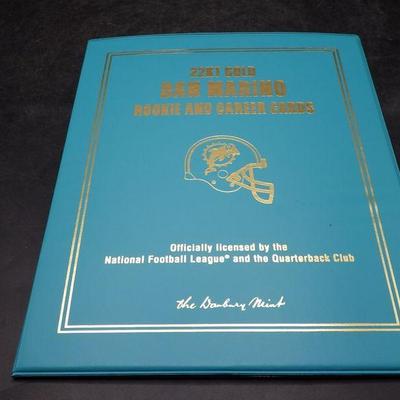 22KT GOLD
DAN MARINO
ROOKIE AND CAREER CARDS
Officially licensed by the
National Football League® and the Quarterback Club
the Danbury Mint